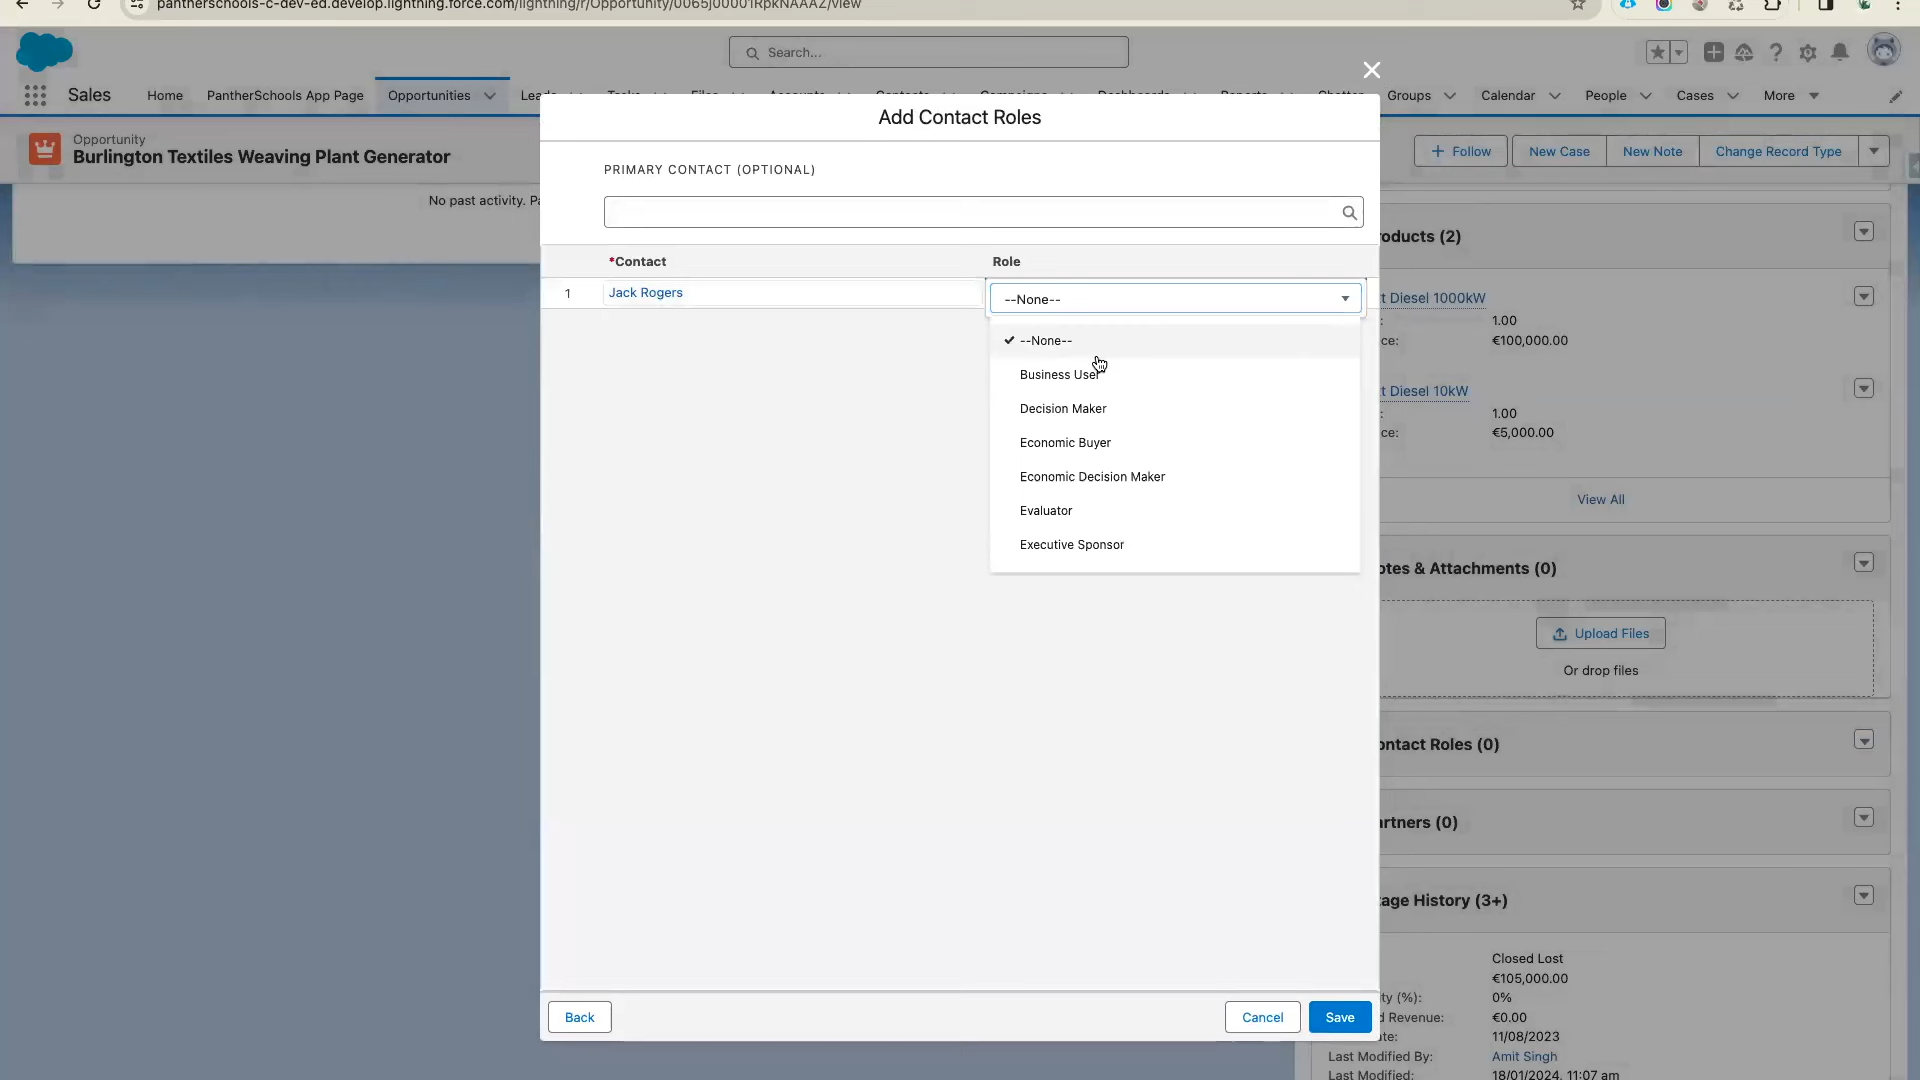 pantherschools-c-dev-ed.develop.lightning.force.com/lightning/r/Opportunity/0065j00001RpkNAAAZ/view
Search...
Sales
Home
PantherSchools App Page
Opportunities
Groups
Calendar
People
Cases
More
Opportunity
Burlington Textiles Weaving Plant Generator
Follow
New Case
New Note
Change Record Type
No past activity.
Add Contact Roles
PRIMARY CONTACT (OPTIONAL)
*Contact
Role
1
Jack Rogers
--None--
--None--
Business User
Decision Maker
Economic Buyer
Economic Decision Maker
Evaluator
Executive Sponsor
Back
Cancel
Save
oducts (2)
t Diesel 1000kW
1.00
ce:
€100,000.00
t Diesel 10kW
1.00
ce:
€5,000.00
View All
otes & Attachments (0)
Upload Files
Or drop files
ontact Roles (0)
artners (0)
tage History (3+)
Closed Lost
€105,000.00
ty (%):
0%
d Revenue:
€0.00
ate:
11/08/2023
Last Modified By:
Amit Singh
Last Modified:
18/01/2024, 11:07 am